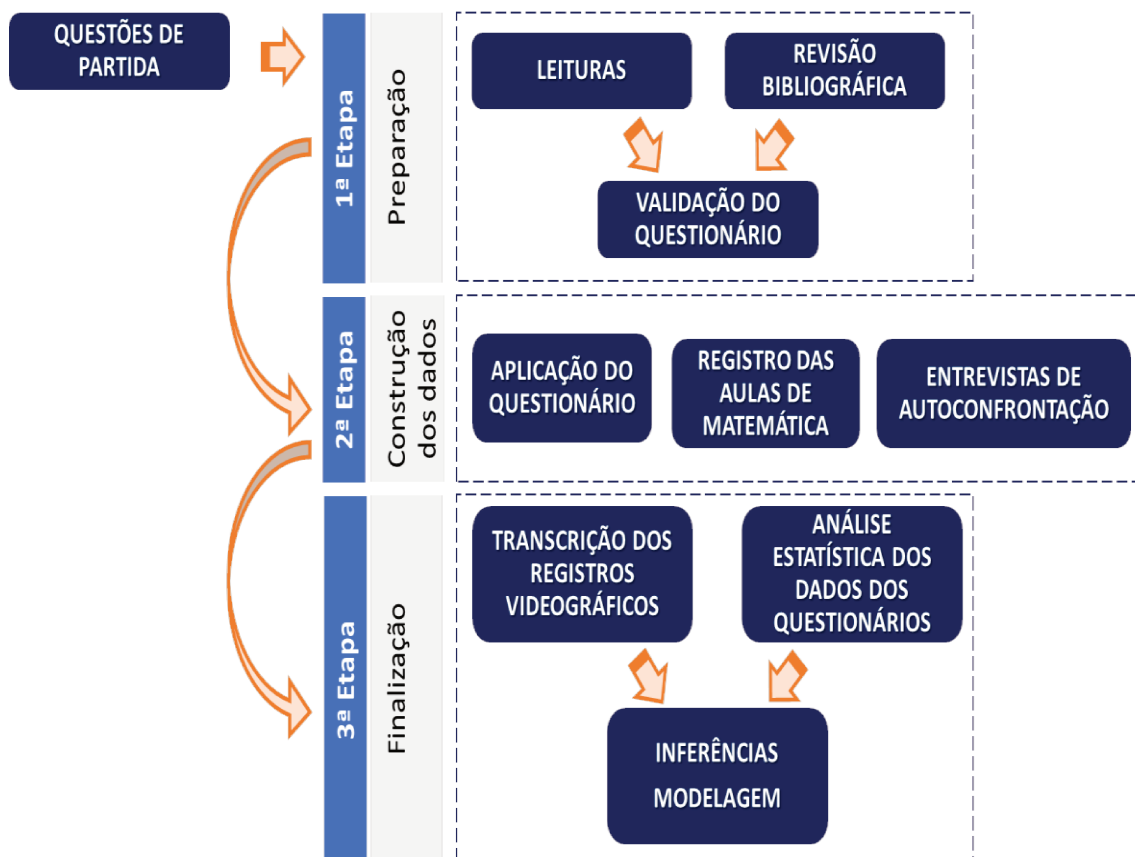 QUESTÕES DE
PARTIDA
1ª Etapa
Preparação
LEITURAS
REVISÃO
BIBLIOGRÁFICA
VALIDAÇÃO DO
QUESTIONÁRIO
2ª Etapa
Construção
dos dados
APLICAÇÃO DO
QUESTIONÁRIO
REGISTRO DAS
AULAS DE
MATEMÁTICA
ENTREVISTAS DE
AUTOCONFRONTAÇÃO
3ª Etapa
Finalização
TRANSCRIÇÃO DOS
REGISTROS
VIDEOGRÁFICOS
ANÁLISE
ESTATÍSTICA DOS
DADOS DOS
QUESTIONÁRIOS
INFERÊNCIAS
MODELAGEM